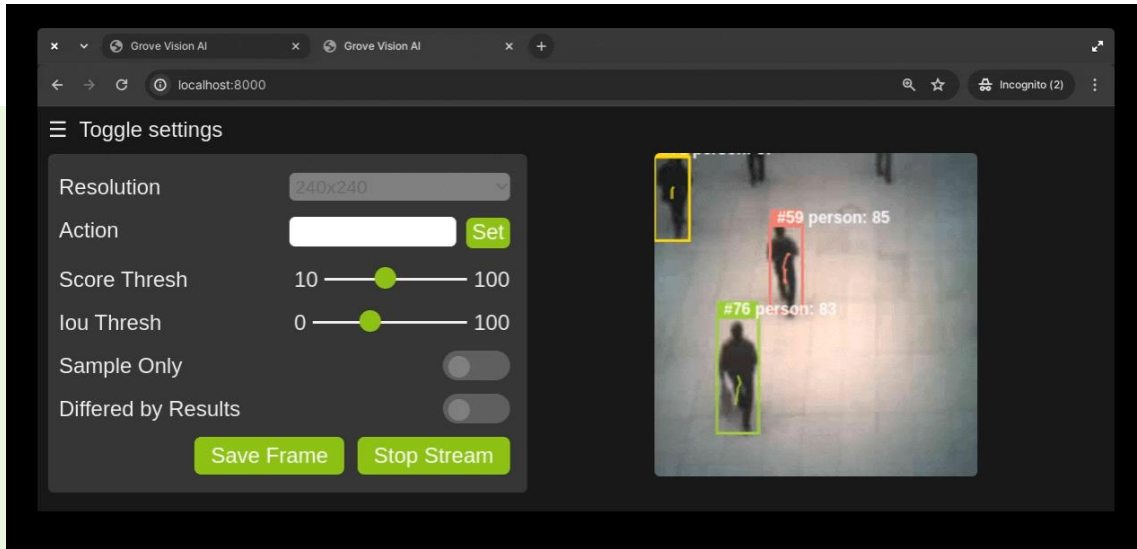 Grove Vision AI
Grove Vision AI
localhost:8000
Incognito (2)
Toggle settings
Resolution
240x240
Action
Set
Score Thresh
10
100
Iou Thresh
0
100
Sample Only
Differed by Results
Save Frame
Stop Stream
#59 person: 85
#76 person: 83